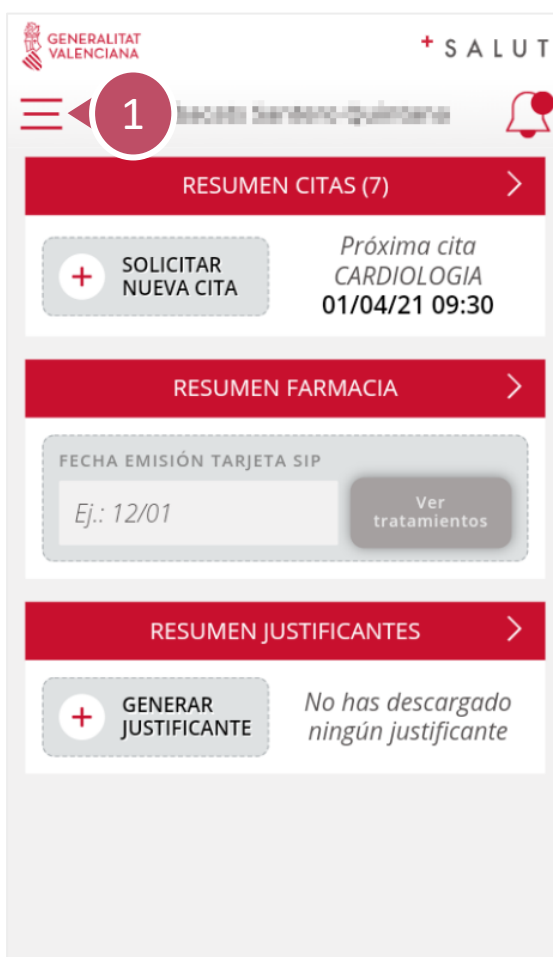 GENERALITAT
VALENCIANA
+ SALUT
1
RESUMEN CITAS (7)
SOLICITAR
NUEVA CITA
Próxima cita
CARDIOLOGIA
01/04/21 09:30
RESUMEN FARMACIA
FECHA EMISIÓN TARJETA SIP
Ej.: 12/01
Ver
tratamientos
RESUMEN JUSTIFICANTES
GENERAR
JUSTIFICANTE
No has descargado
ningún justificante